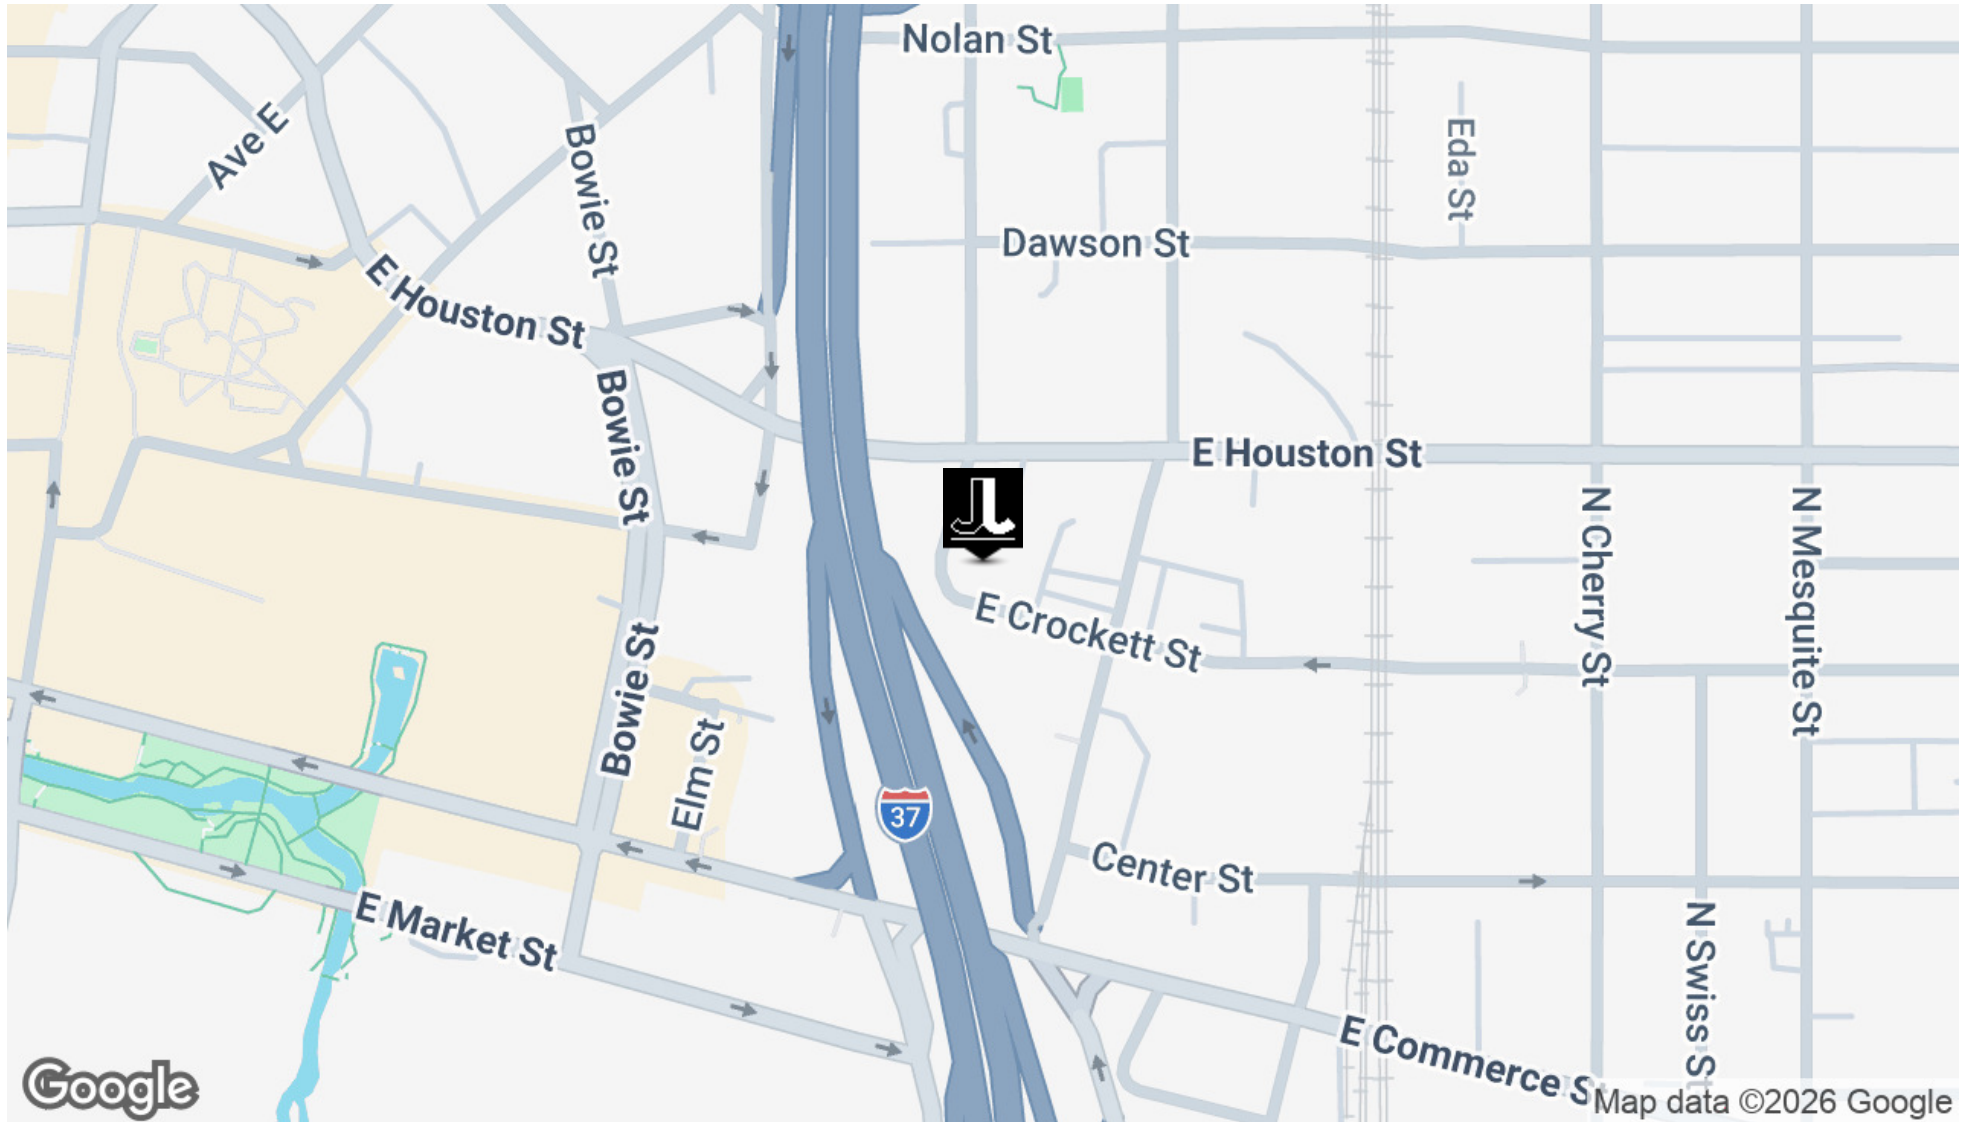 Nolan St
Ave E
Bowie St
Eda St
Dawson St
E Houston St
Bowie St
E Houston St
N Cherry St
N Mesquite St
E Crockett St
Bowie St
Elm St
37
Center St
E Market St
N Swiss St
E Commerce S
Google
Map data ©2026 Google